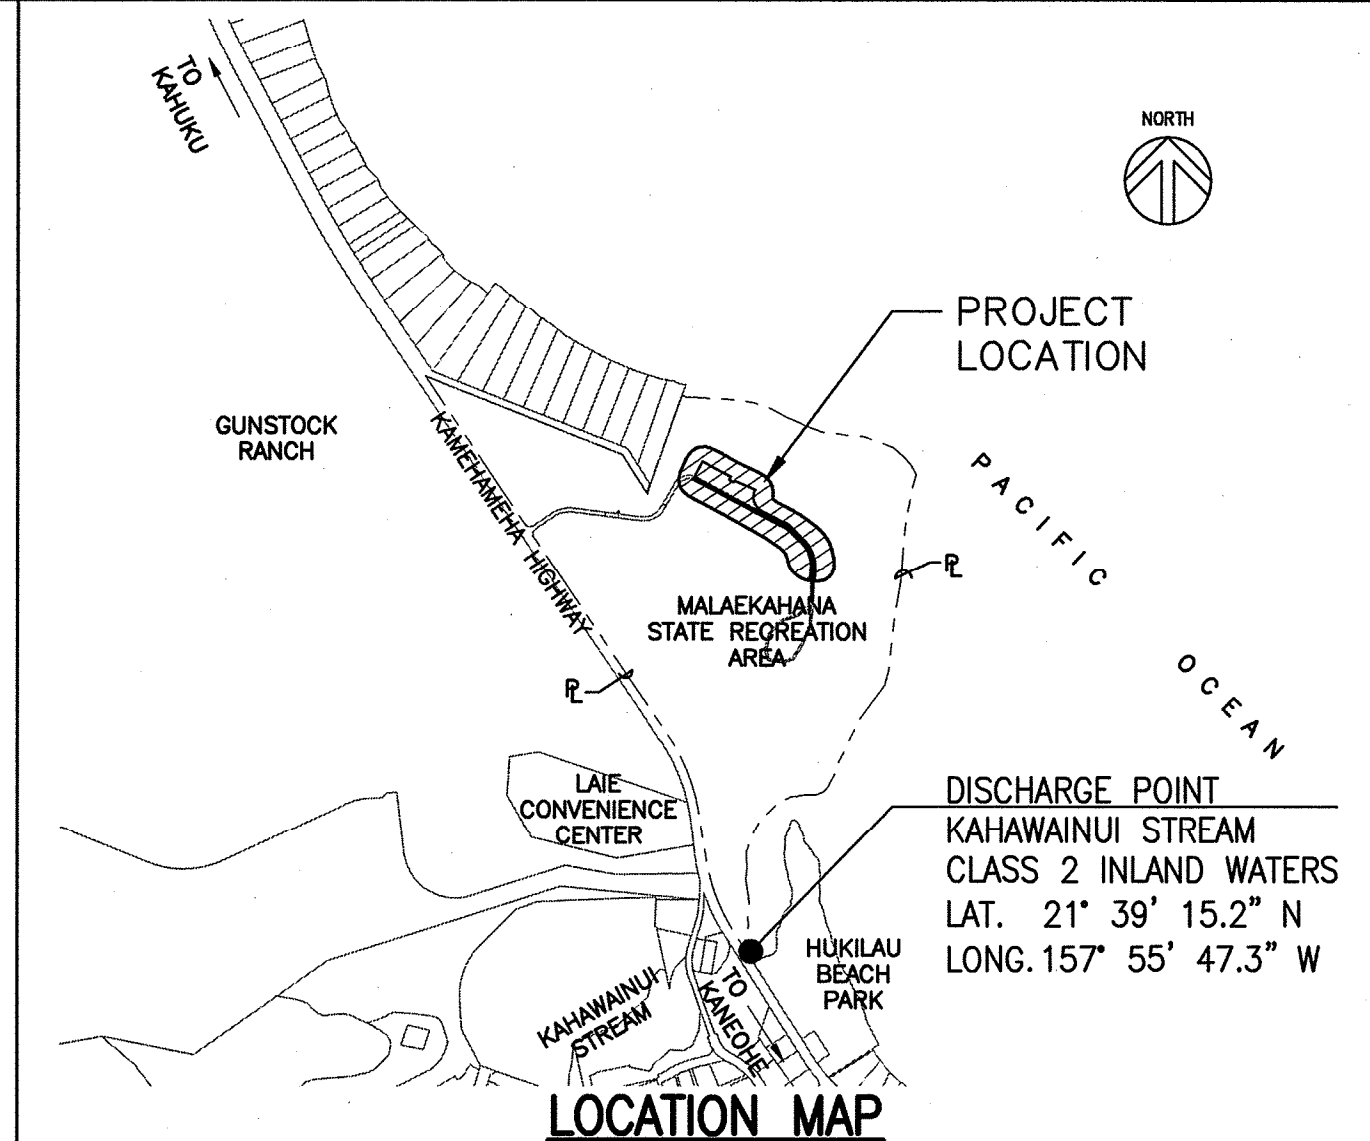 TO
KAHUKU
NORTH
PROJECT
LOCATION
GUNSTOCK
RANCH
KAMEHAMEHA HIGHWAY
PACIFIC
OCEAN
PL
MALAEKAHANA
STATE RECREATION
AREA
PL
LAIE
CONVENIENCE
CENTER
DISCHARGE POINT
KAHAWAINUI STREAM
CLASS 2 INLAND WATERS
LAT. 21° 39' 15.2" N
LONG. 157° 55' 47.3" W
HUKILAU
BEACH
PARK
TO
KANEOHE
KAHAWAINUI
STREAM
LOCATION MAP